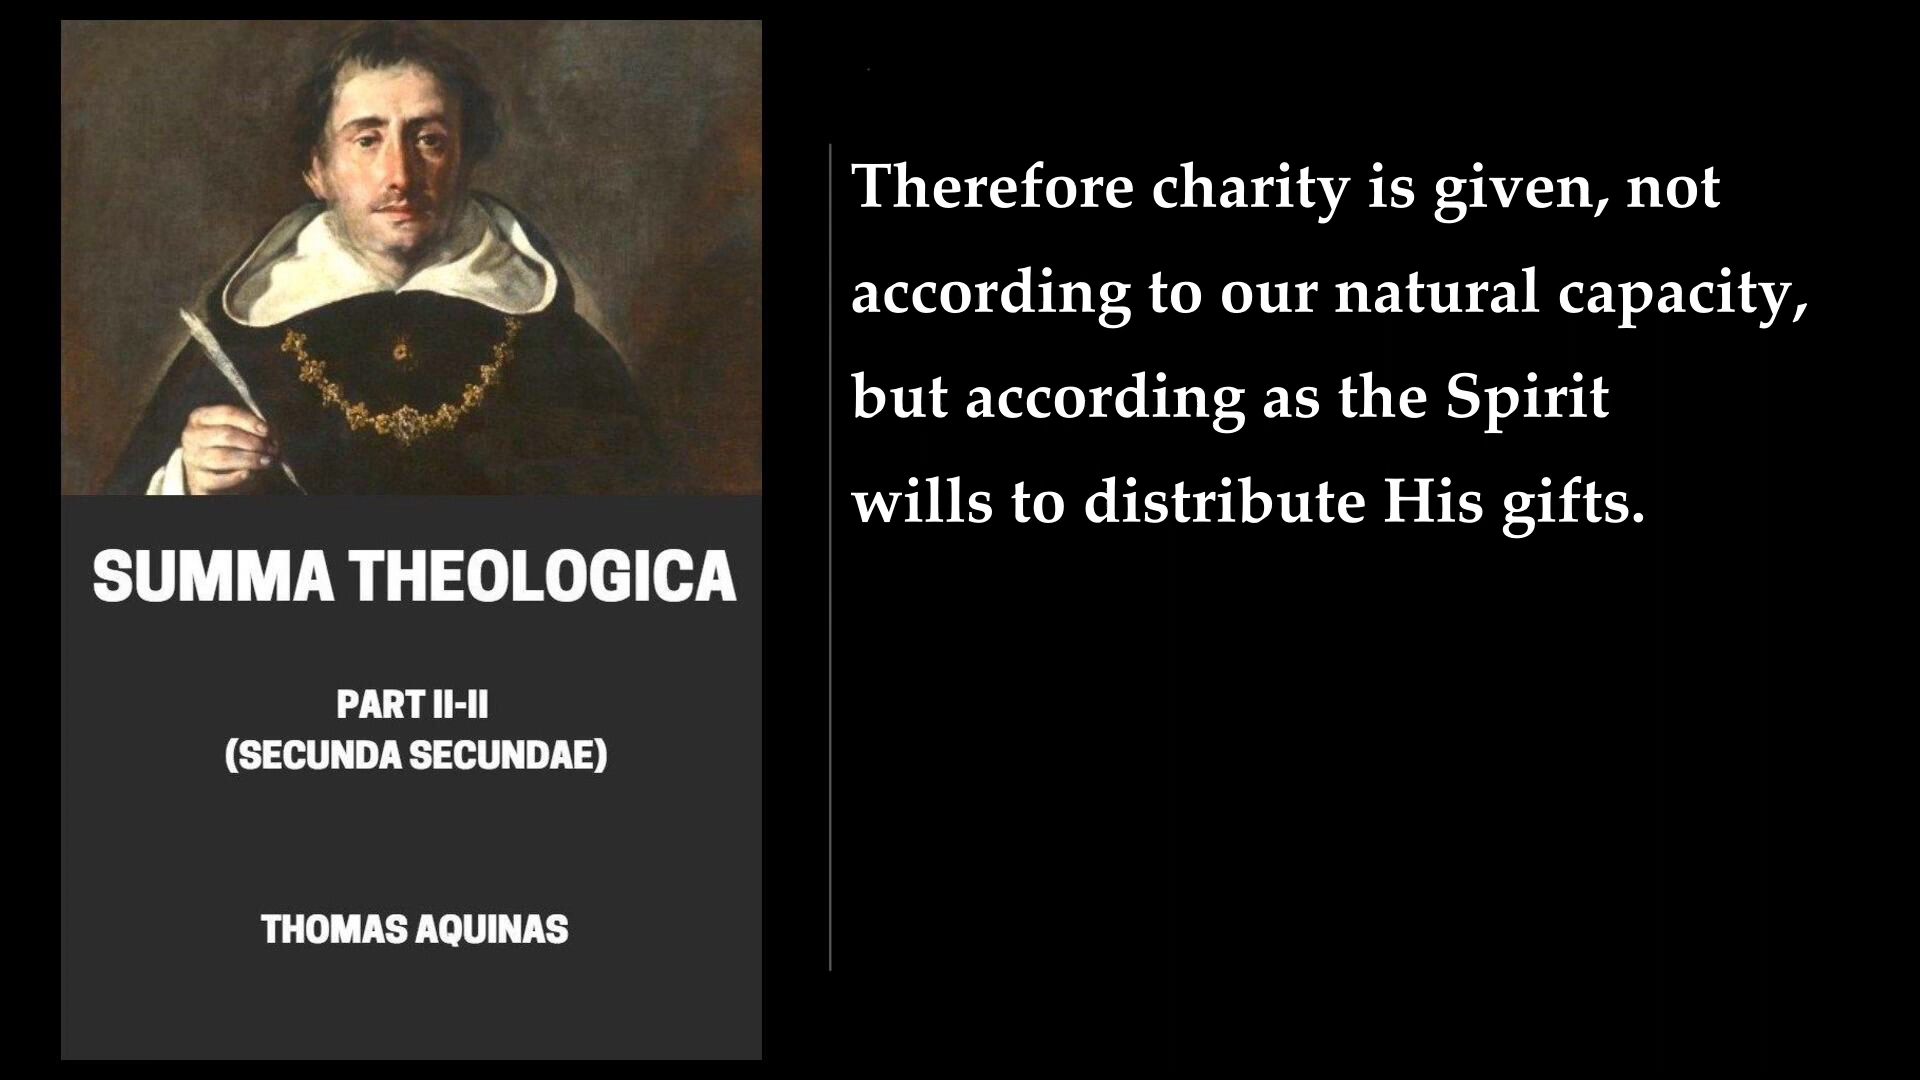 SUMMA THEOLOGICA
PART II-II
(SECUNDA SECUNDAE)
THOMAS AQUINAS
Therefore charity is given, not
according to our natural capacity,
but according as the Spirit
wills to distribute His gifts.